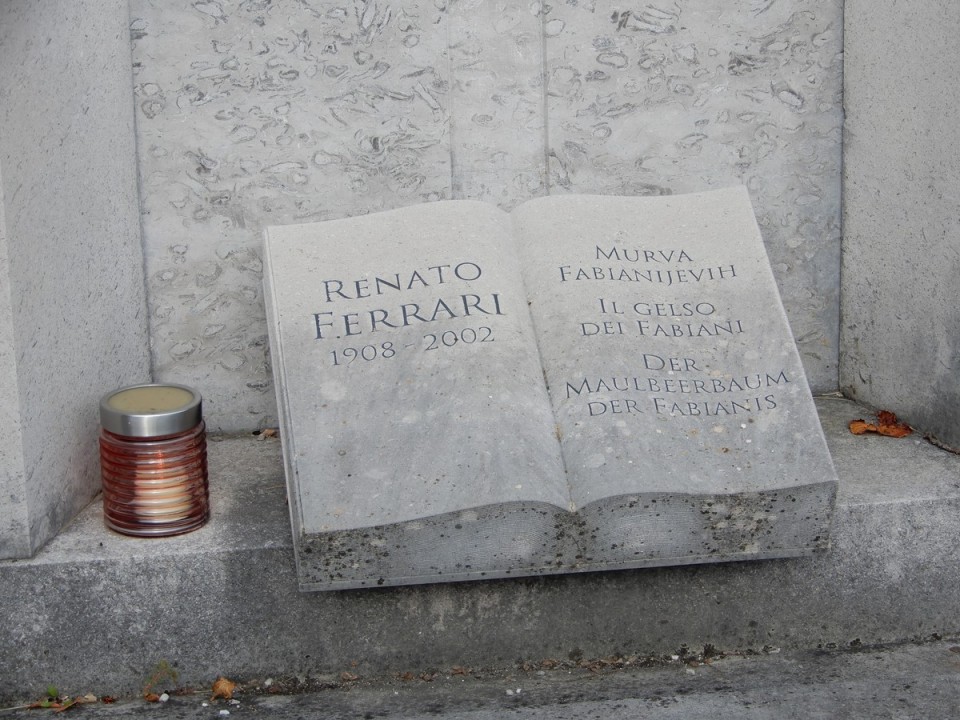 RENATO
FERRARI
1908 - 2002
MURVA
FABIANIJEVIH
IL GELSO
DEI FABIANI
DER
MAULBEERBAUM
DER FABIANIS